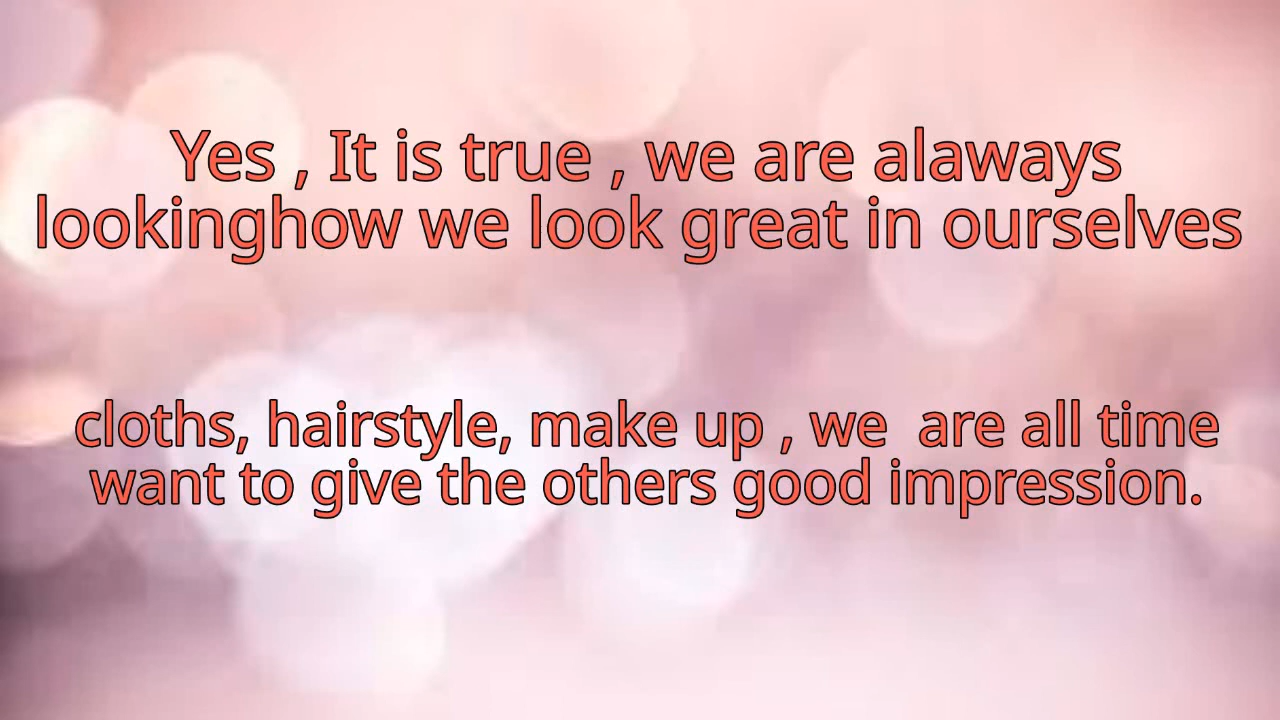 Yes , It is true , we are alaways
lookinghow we look great in ourselves
cloths, hairstyle, make up , we  are all time
want to give the others good impression.